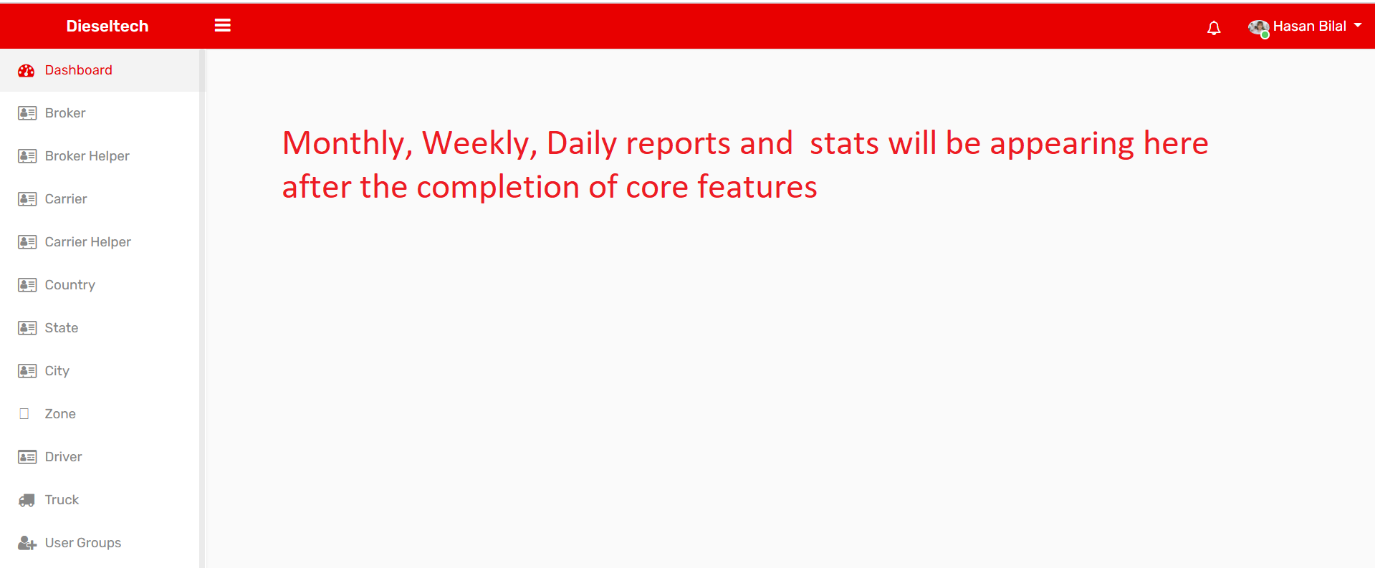 Dieseltech
Hasan Bilal
Dashboard
Broker
Broker Helper
Carrier
Carrier Helper
Country
State
City
Zone
Driver
Truck
User Groups
Monthly, Weekly, Daily reports and  stats will be appearing here
after the completion of core features